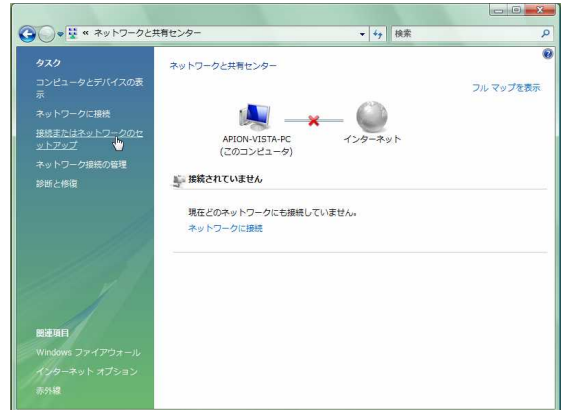 « ネットワークと共有センター
検索
タスク
コンピュータとデバイスの表
示
ネットワークに接続
接続またはネットワークのセ
ットアップ
ネットワーク接続の管理
診断と修復
ネットワークと共有センター
フル マップを表示
APION-VISTA-PC
(このコンピュータ)
インターネット
接続されていません
現在どのネットワークにも接続していません。
ネットワークに接続
関連項目
Windows ファイアウォール
インターネット オプション
赤外線